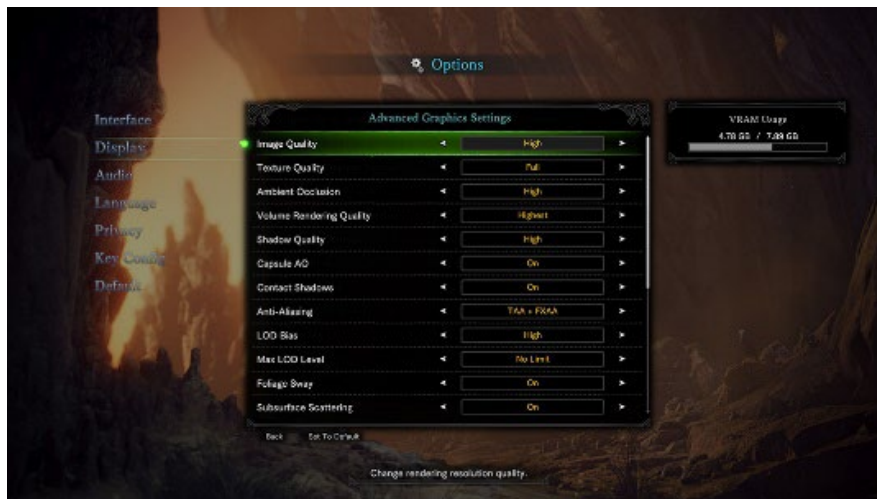 Options
Interface
Display
Audio
Language
Privacy
Key Config
Default
Advanced Graphics Settings
Image Quality High
Texture Quality Full
Ambient Occlusion High
Volume Rendering Quality Highest
Shadow Quality High
Capsule AO On
Contact Shadows On
Anti-Aliasing TAA + FXAA
LOD Bias High
Max LOD Level No Limit
Foliage Sway On
Subsurface Scattering On
VRAM Usage
4.78 GB / 7.89 GB
Back Set To Default
Change rendering resolution quality.